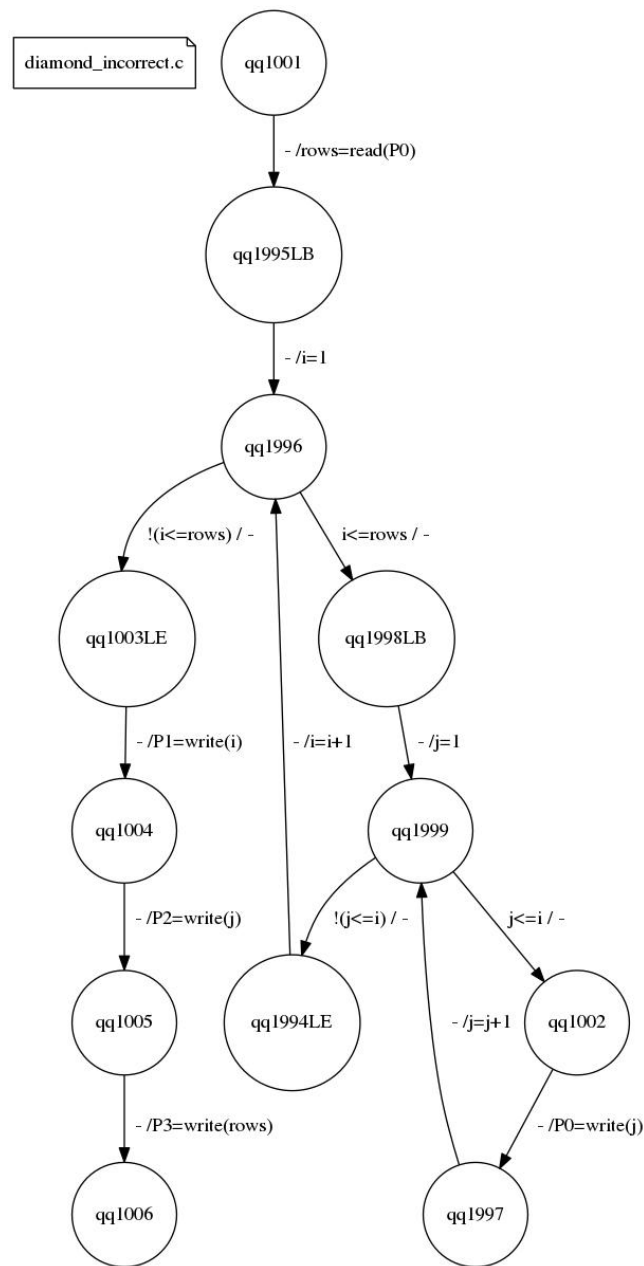 diamond_incorrect.c
qq1001
- /rows=read(P0)
qq1995LB
- /i=1
qq1996
!(i<=rows) / -
i<=rows / -
qq1003LE
qq1998LB
- /P1=write(i)
- /i=i+1
- /j=1
qq1004
qq1999
- /P2=write(j)
!(j<=i) / -
j<=i / -
qq1005
qq1994LE
- /j=j+1
qq1002
- /P3=write(rows)
- /P0=write(j)
qq1006
qq1997